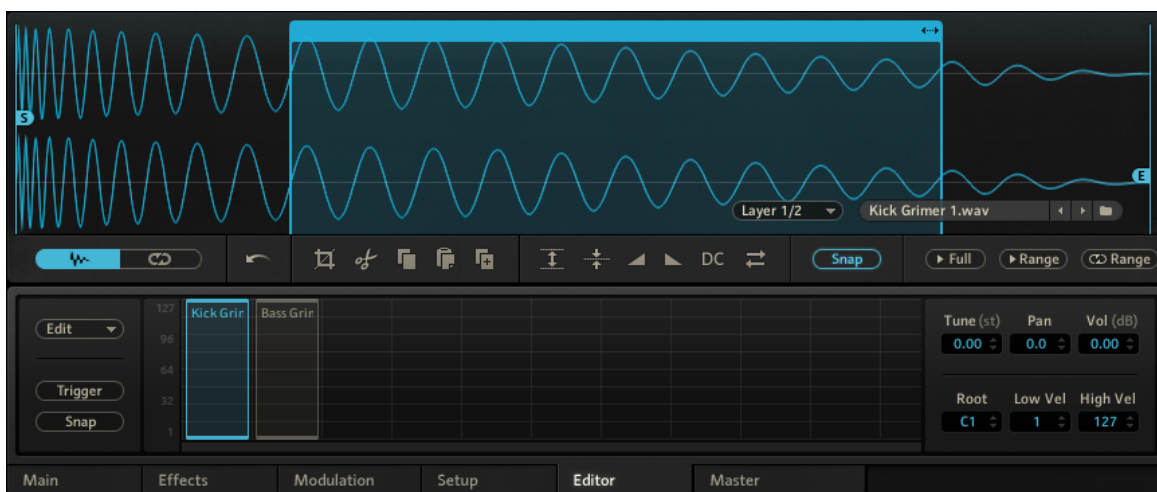 S
E
Layer 1/2
Kick Grimer 1.wav
DC
Snap
Full
Range
Range
Edit
Trigger
Snap
127
96
64
32
1
Kick Grin
Bass Grin
Tune (st) Pan Vol (dB)
0.00 0.0 0.00
Root Low Vel High Vel
C1 1 127
Main Effects Modulation Setup Editor Master